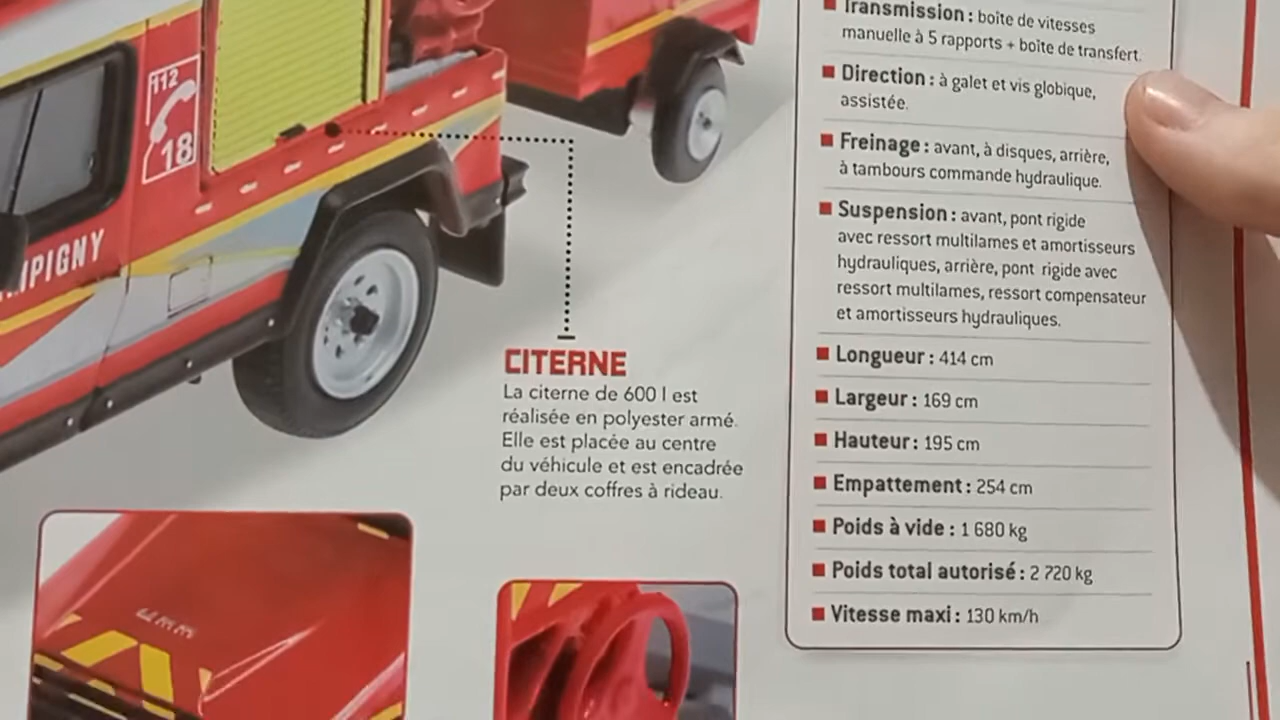 112
18
MPIGNY
CITERNE
La citerne de 600 l est
réalisée en polyester armé.
Elle est placée au centre
du véhicule et est encadrée
par deux coffres à rideau.
Transmission : boîte de vitesses
manuelle à 5 rapports + boîte de transfert.
Direction : à galet et vis globique,
assistée.
Freinage : avant, à disques, arrière,
à tambours commande hydraulique.
Suspension : avant, pont rigide
avec ressort multilames et amortisseurs
hydrauliques, arrière, pont rigide avec
ressort multilames, ressort compensateur
et amortisseurs hydrauliques.
Longueur : 414 cm
Largeur : 169 cm
Hauteur : 195 cm
Empattement : 254 cm
Poids à vide : 1 680 kg
Poids total autorisé : 2 720 kg
Vitesse maxi : 130 km/h